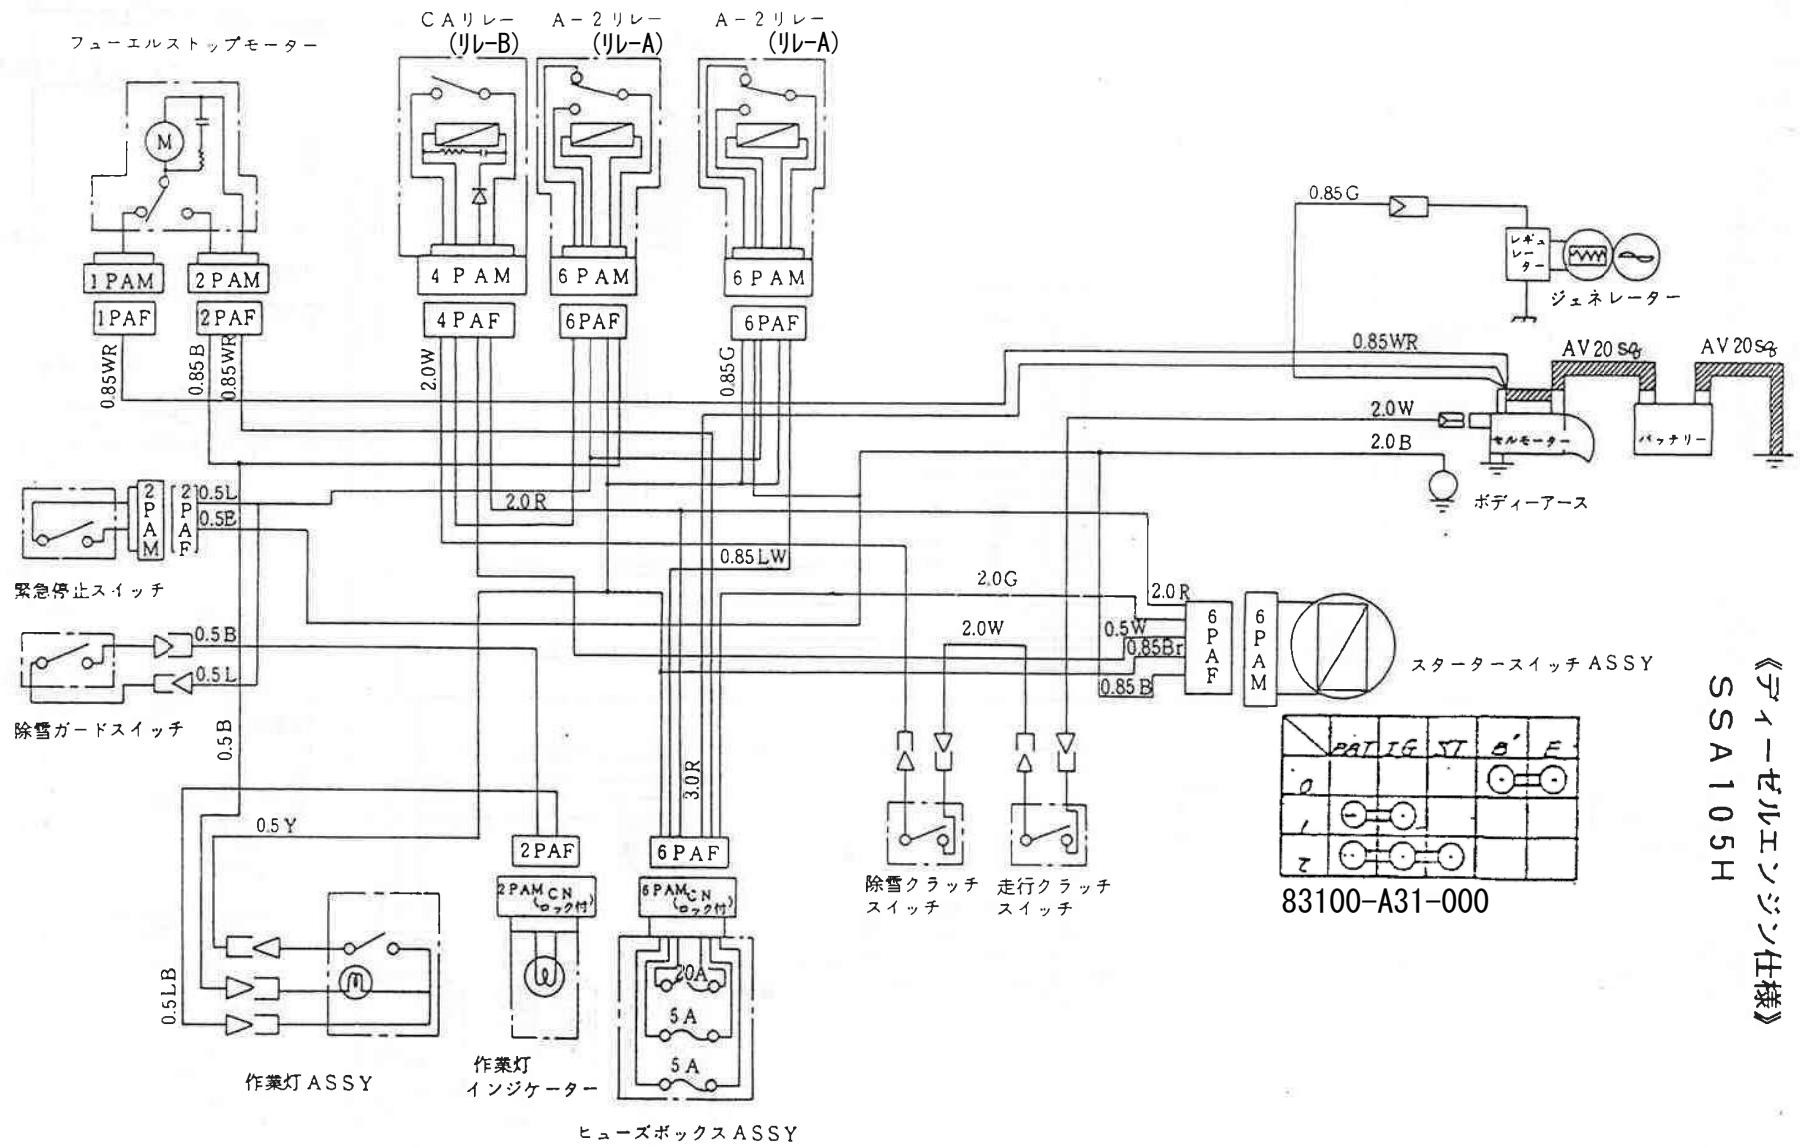 CAリレー
(リレーB)
A-2リレー
(リレーA)
A-2リレー
(リレーA)
フューエルストップモーター
M
1PAM
2PAM
4PAM
6PAM
6PAM
1PAF
2PAF
4PAF
6PAF
6PAF
0.85WR
0.85B
0.85WR
2.0W
0.85G
0.85G
レギュ
レー
ター
ジェネレーター
0.85WR
AV20sq
AV20sq
2.0W
2.0B
セルモーター
バッテリー
ボディーアース
2PAM
2PAF
0.5L
0.5B
緊急停止スイッチ
2.0R
0.85LW
2.0G
2.0R
0.5W
0.85Br
0.85B
6PAF
6PAM
スタータースイッチASSY
0.5B
0.5L
除雪ガードスイッチ
2.0W
0.5B
3.0R
0.5Y
0.5LB
2PAF
6PAF
2PAM CN
(ロック付)
6PAM CN
(ロック付)
20A
5A
5A
除雪クラッチ
スイッチ
走行クラッチ
スイッチ
作業灯ASSY
作業灯
インジケーター
ヒューズボックスASSY
BAT IG ST B' E
0
1
2
83100-A31-000
《ディーゼルエンジン仕様》
SSA105H